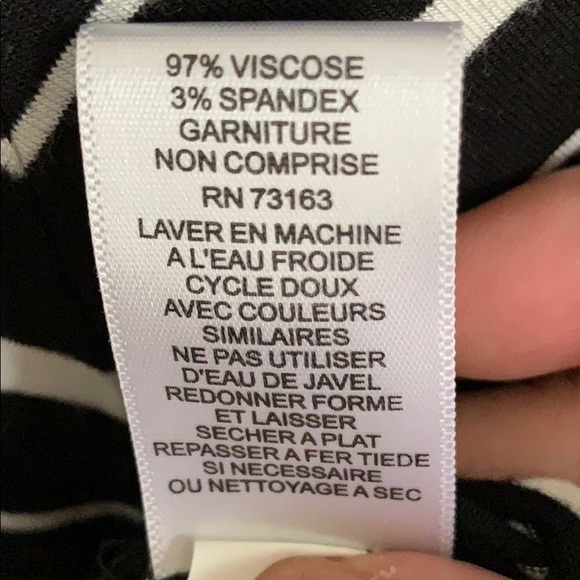 97% VISCOSE
3% SPANDEX
GARNITURE
NON COMPRISE
RN 73163
LAVER EN MACHINE
A L'EAU FROIDE
CYCLE DOUX
AVEC COULEURS
SIMILAIRES
NE PAS UTILISER
D'EAU DE JAVEL
REDONNER FORME
ET LAISSER
SECHER A PLAT
REPASSER A FER TIEDE
SI NECESSAIRE
OU NETTOYAGE A SEC